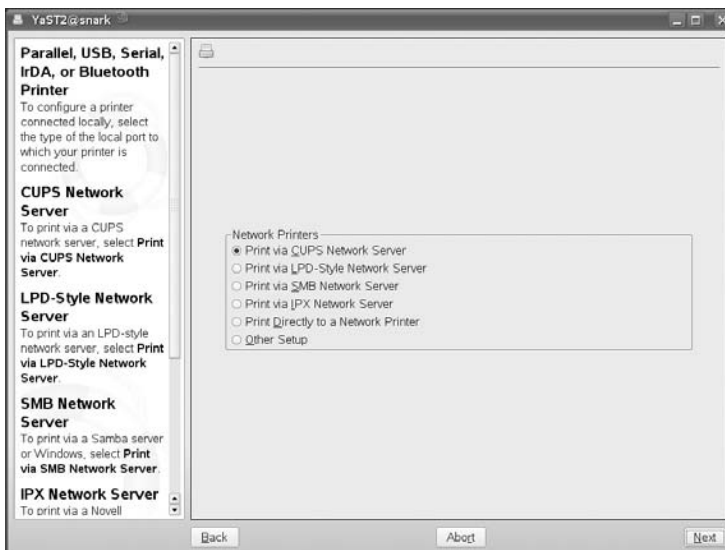 YaST2@snark
Parallel, USB, Serial,
IrDA, or Bluetooth
Printer
To configure a printer
connected locally, select
the type of the local port to
which your printer is
connected.
CUPS Network
Server
To print via a CUPS
network server, select Print
via CUPS Network
Server.
LPD-Style Network
Server
To print via an LPD-style
network server, select Print
via LPD-Style Network
Server.
SMB Network
Server
To print via a Samba server
or Windows, select Print
via SMB Network Server.
IPX Network Server
To print via a Novell
Network Printers
Print via CUPS Network Server
Print via LPD-Style Network Server
Print via SMB Network Server
Print via IPX Network Server
Print Directly to a Network Printer
Other Setup
Back
Abort
Next